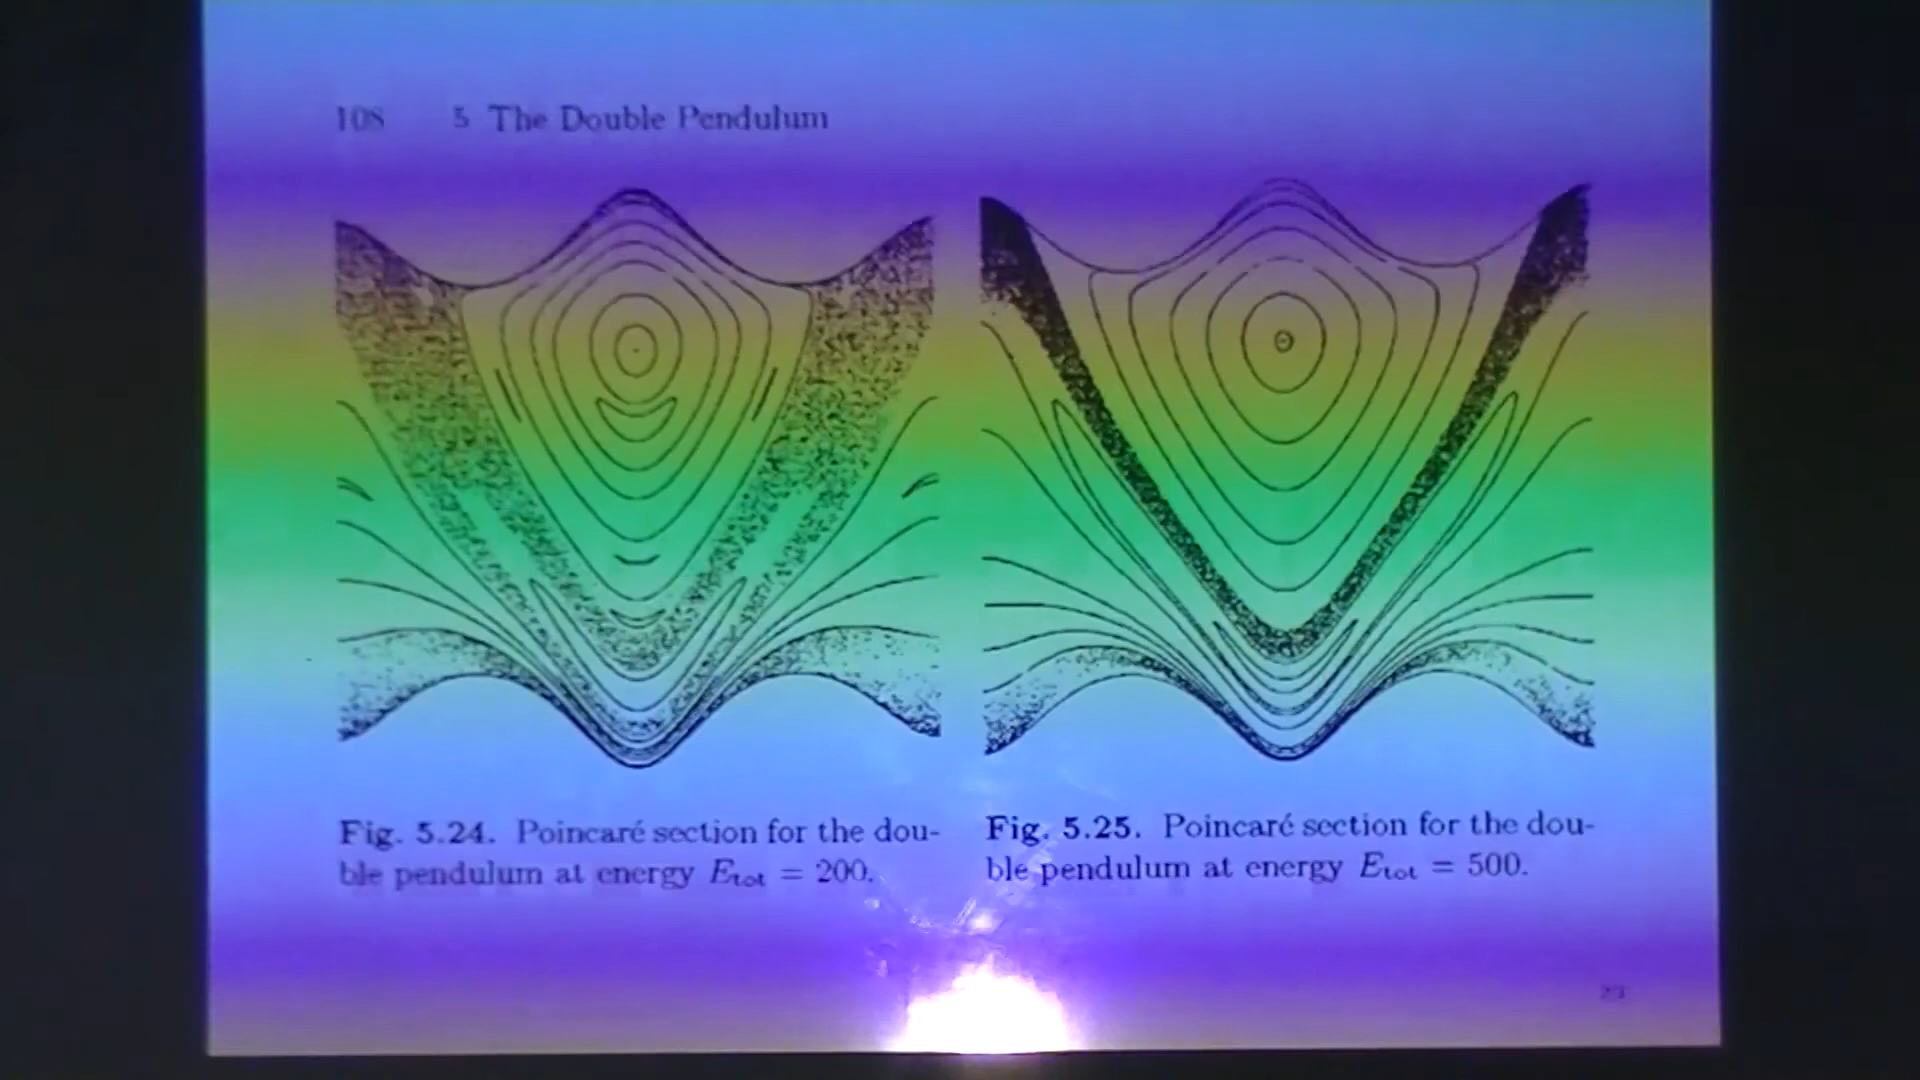 108 5 The Double Pendulum
Fig. 5.24. Poincaré section for the dou-
ble pendulum at energy Etot = 200.
Fig. 5.25. Poincaré section for the dou-
ble pendulum at energy Etot = 500.